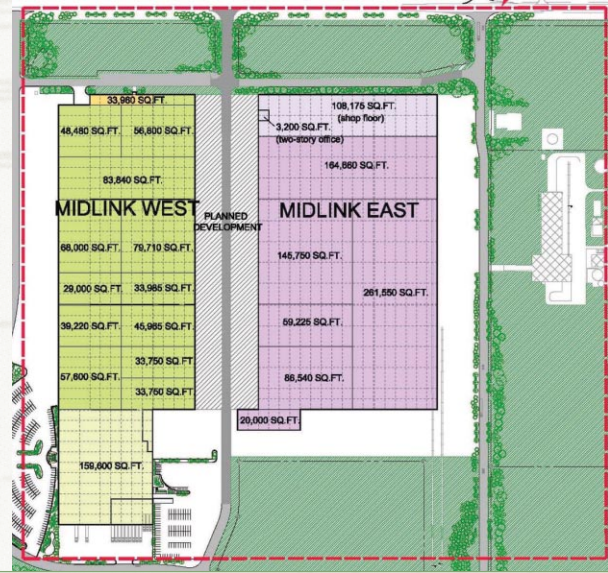 33,960 SQ.FT.
48,480 SQ.FT.
56,800 SQ.FT.
83,840 SQ.FT.
MIDLINK WEST
68,000 SQ.FT.
79,710 SQ.FT.
29,000 SQ.FT.
33,985 SQ.FT.
39,220 SQ.FT.
45,985 SQ.FT.
33,750 SQ.FT.
57,600 SQ.FT.
33,750 SQ.FT.
159,600 SQ.FT.
PLANNED
DEVELOPMENT
108,175 SQ.FT.
(shop floor)
3,200 SQ.FT.
(two-story office)
164,660 SQ.FT.
MIDLINK EAST
145,750 SQ.FT.
261,550 SQ.FT.
59,225 SQ.FT.
86,540 SQ.FT.
20,000 SQ.FT.